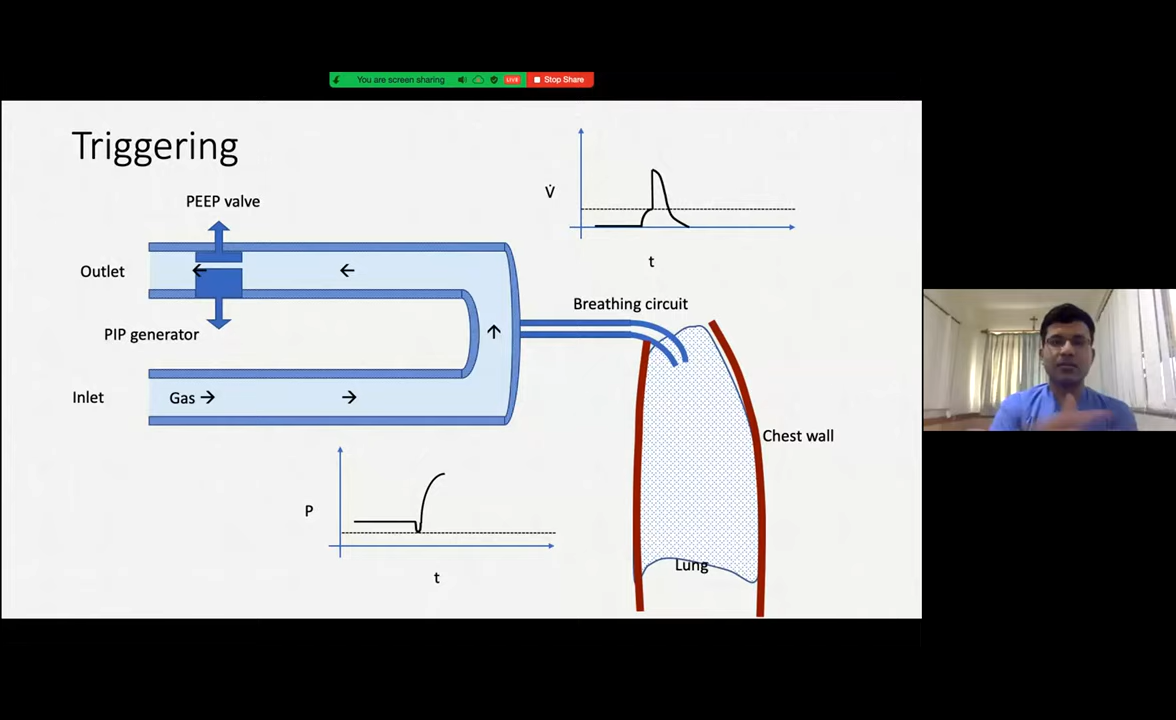 You are screen sharing
LIVE
Stop Share
Triggering
PEEP valve
V̇
Outlet
t
Breathing circuit
PIP generator
Inlet
Gas
Chest wall
P
Lung
t